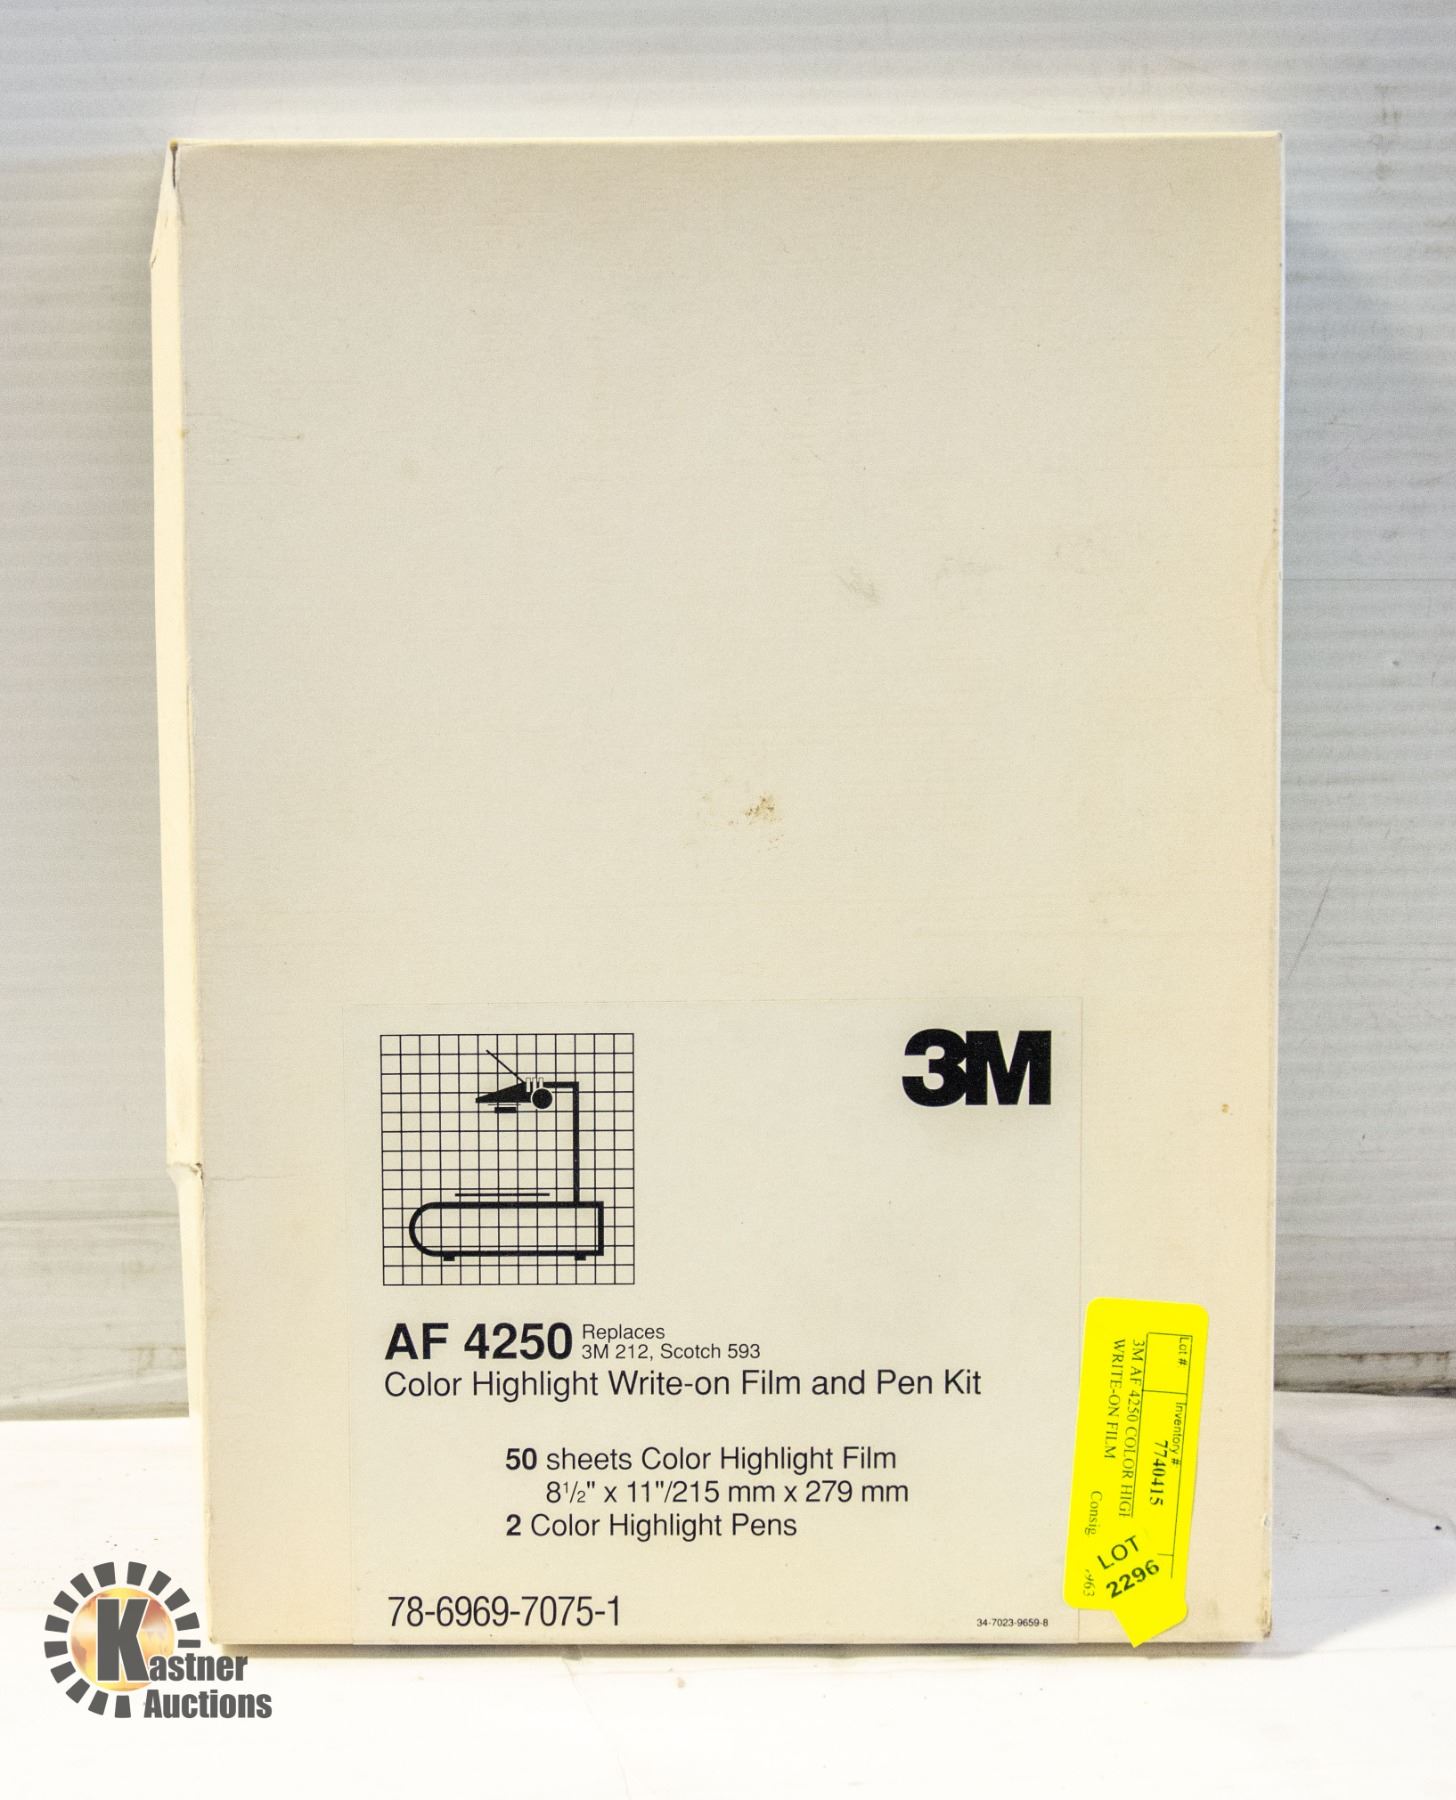 3M
AF 4250 Replaces
3M 212, Scotch 593
Color Highlight Write-on Film and Pen Kit
50 sheets Color Highlight Film
8½" x 11"/215 mm x 279 mm
2 Color Highlight Pens
78-6969-7075-1
34-7023-9659-8
Lot # Inventory #
7740415
3M AF 4250 COLOR HIGI
WRITE-ON FILM
Consig
LOT
2296
Kastner
Auctions